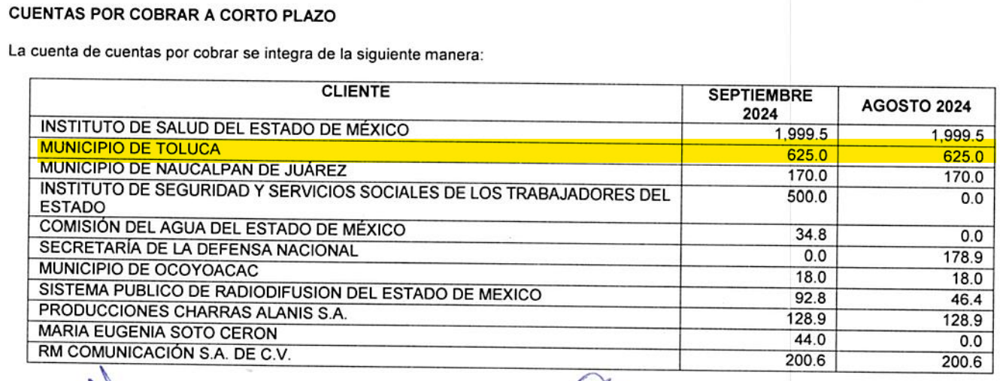 CUENTAS POR COBRAR A CORTO PLAZO
La cuenta de cuentas por cobrar se integra de la siguiente manera:
CLIENTE SEPTIEMBRE 2024 AGOSTO 2024
INSTITUTO DE SALUD DEL ESTADO DE MÉXICO 1,999.5 1,999.5
MUNICIPIO DE TOLUCA 625.0 625.0
MUNICIPIO DE NAUCALPAN DE JUÁREZ 170.0 170.0
INSTITUTO DE SEGURIDAD Y SERVICIOS SOCIALES DE LOS TRABAJADORES DEL 500.0 0.0
ESTADO
COMISIÓN DEL AGUA DEL ESTADO DE MÉXICO 34.8 0.0
SECRETARÍA DE LA DEFENSA NACIONAL 0.0 178.9
MUNICIPIO DE OCOYOACAC 18.0 18.0
SISTEMA PUBLICO DE RADIODIFUSION DEL ESTADO DE MEXICO 92.8 46.4
PRODUCCIONES CHARRAS ALANIS S.A. 128.9 128.9
MARIA EUGENIA SOTO CERON 44.0 0.0
RM COMUNICACIÓN S.A. DE C.V. 200.6 200.6